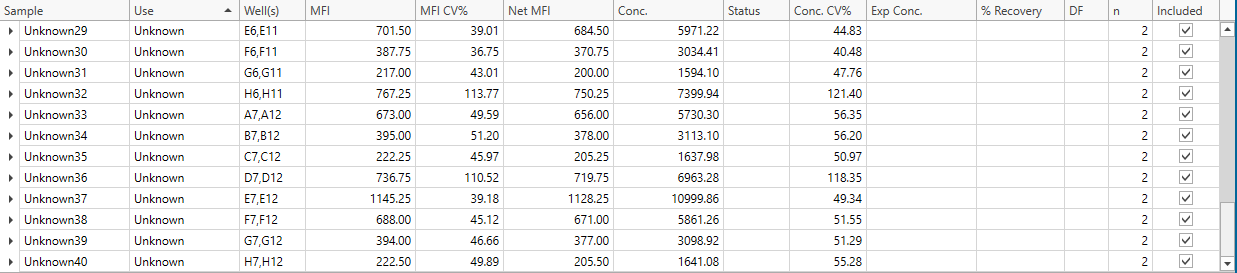 Sample Use Well(s) MFI MFI CV% Net MFI Conc. Status Conc. CV% Exp Conc. % Recovery DF n Included
Unknown29 Unknown E6,E11 701.50 39.01 684.50 5971.22 44.83 2
Unknown30 Unknown F6,F11 387.75 36.75 370.75 3034.41 40.48 2
Unknown31 Unknown G6,G11 217.00 43.01 200.00 1594.10 47.76 2
Unknown32 Unknown H6,H11 767.25 113.77 750.25 7399.94 121.40 2
Unknown33 Unknown A7,A12 673.00 49.59 656.00 5730.30 56.35 2
Unknown34 Unknown B7,B12 395.00 51.20 378.00 3113.10 56.20 2
Unknown35 Unknown C7,C12 222.25 45.97 205.25 1637.98 50.97 2
Unknown36 Unknown D7,D12 736.75 110.52 719.75 6963.28 118.35 2
Unknown37 Unknown E7,E12 1145.25 39.18 1128.25 10999.86 49.34 2
Unknown38 Unknown F7,F12 688.00 45.12 671.00 5861.26 51.55 2
Unknown39 Unknown G7,G12 394.00 46.66 377.00 3098.92 51.29 2
Unknown40 Unknown H7,H12 222.50 49.89 205.50 1641.08 55.28 2